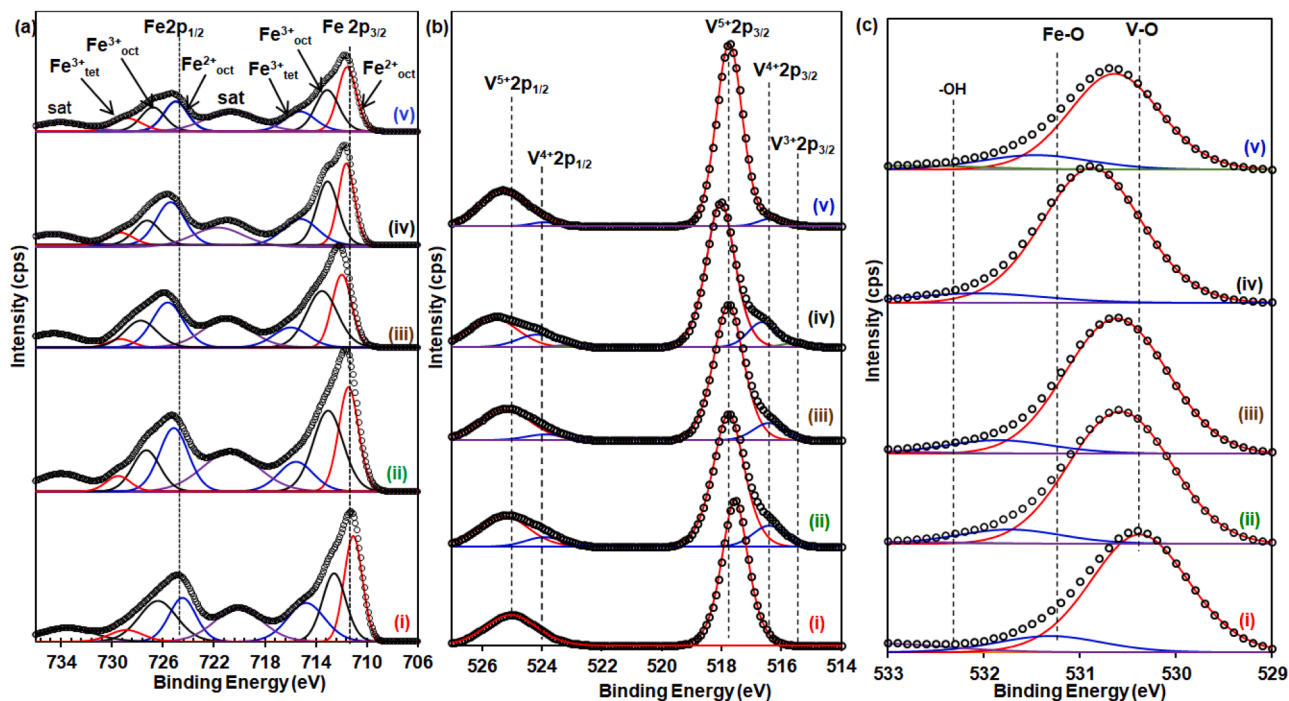 (a)
Fe2p1/2
Fe 2p3/2
Fe3+oct
Fe3+oct
Fe3+tet
Fe2+oct
Fe3+tet
Fe2+oct
sat
sat
(v)
(iv)
(iii)
(ii)
(i)
Intensity (cps)
734 730 726 722 718 714 710 706
Binding Energy (eV)
(b)
V5+2p3/2
V5+2p1/2
V4+2p3/2
V4+2p1/2
V3+2p3/2
(v)
(iv)
(iii)
(ii)
(i)
Intensity (cps)
526 524 522 520 518 516 514
Binding Energy (eV)
(c)
Fe-O
V-O
-OH
(v)
(iv)
(iii)
(ii)
(i)
Intensity (cps)
533 532 531 530 529
Binding Energy (eV)